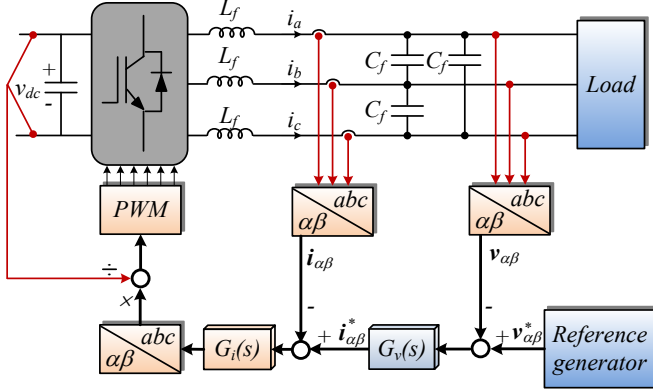 L_f i_a
+ v_dc -
L_f i_b C_f C_f
Load
L_f i_c C_f
PWM
abc αβ
abc αβ
÷
×
i_αβ
v_αβ
-
-
abc αβ
G_i(s)
+ i*_αβ
G_v(s)
+ v*_αβ
Reference
generator